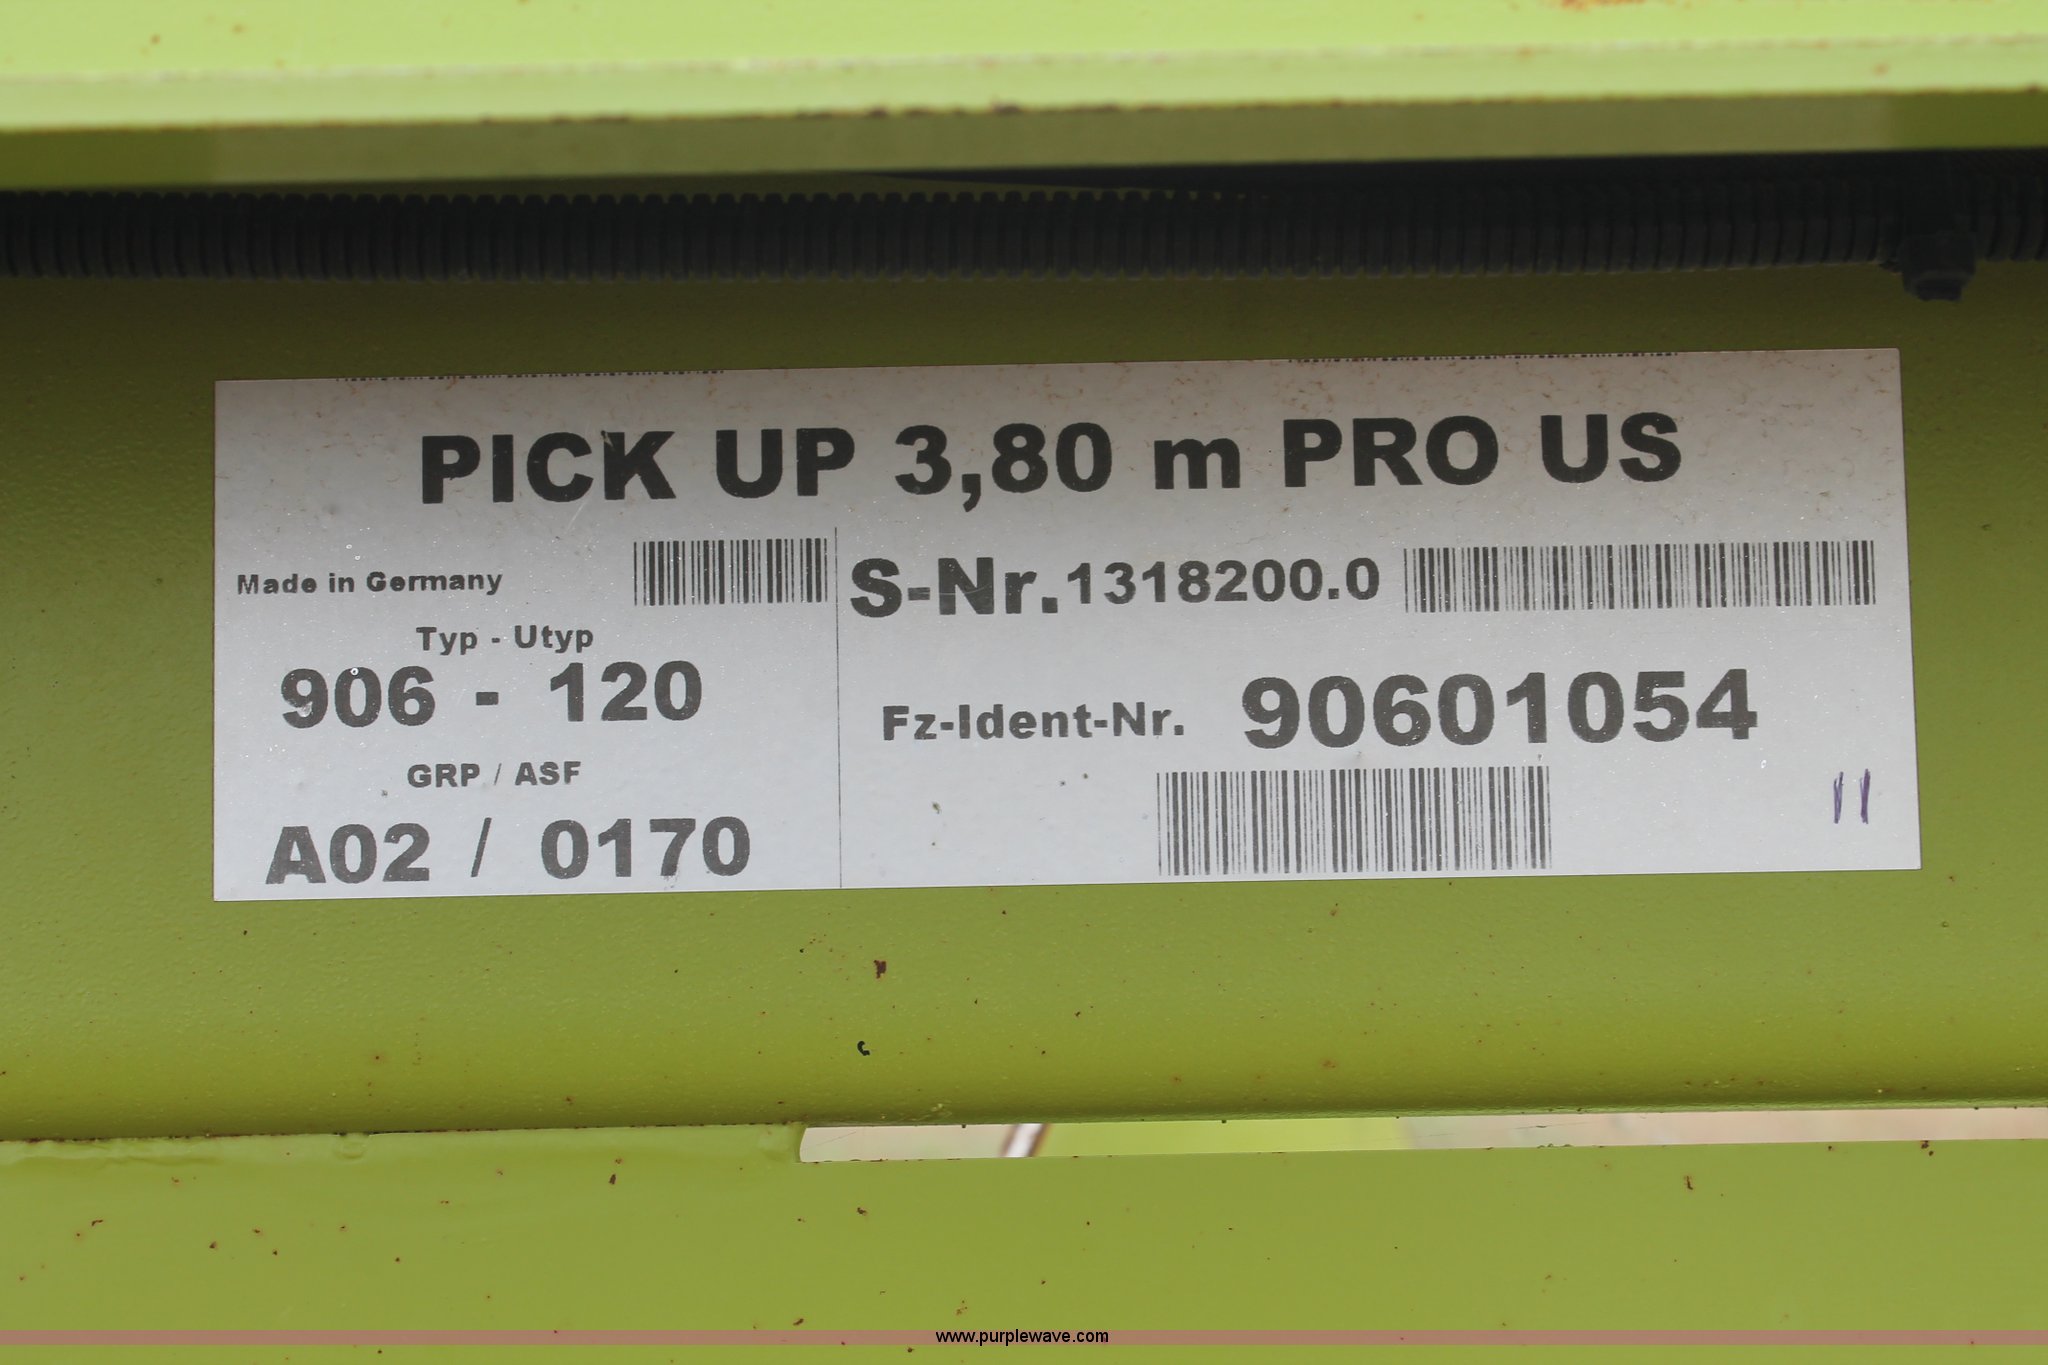 PICK UP 3,80 m PRO US
Made in Germany
S-Nr.1318200.0
Typ - Utyp
906 - 120
Fz-Ident-Nr. 90601054
GRP / ASF
A02 / 0170
11
www.purplewave.com